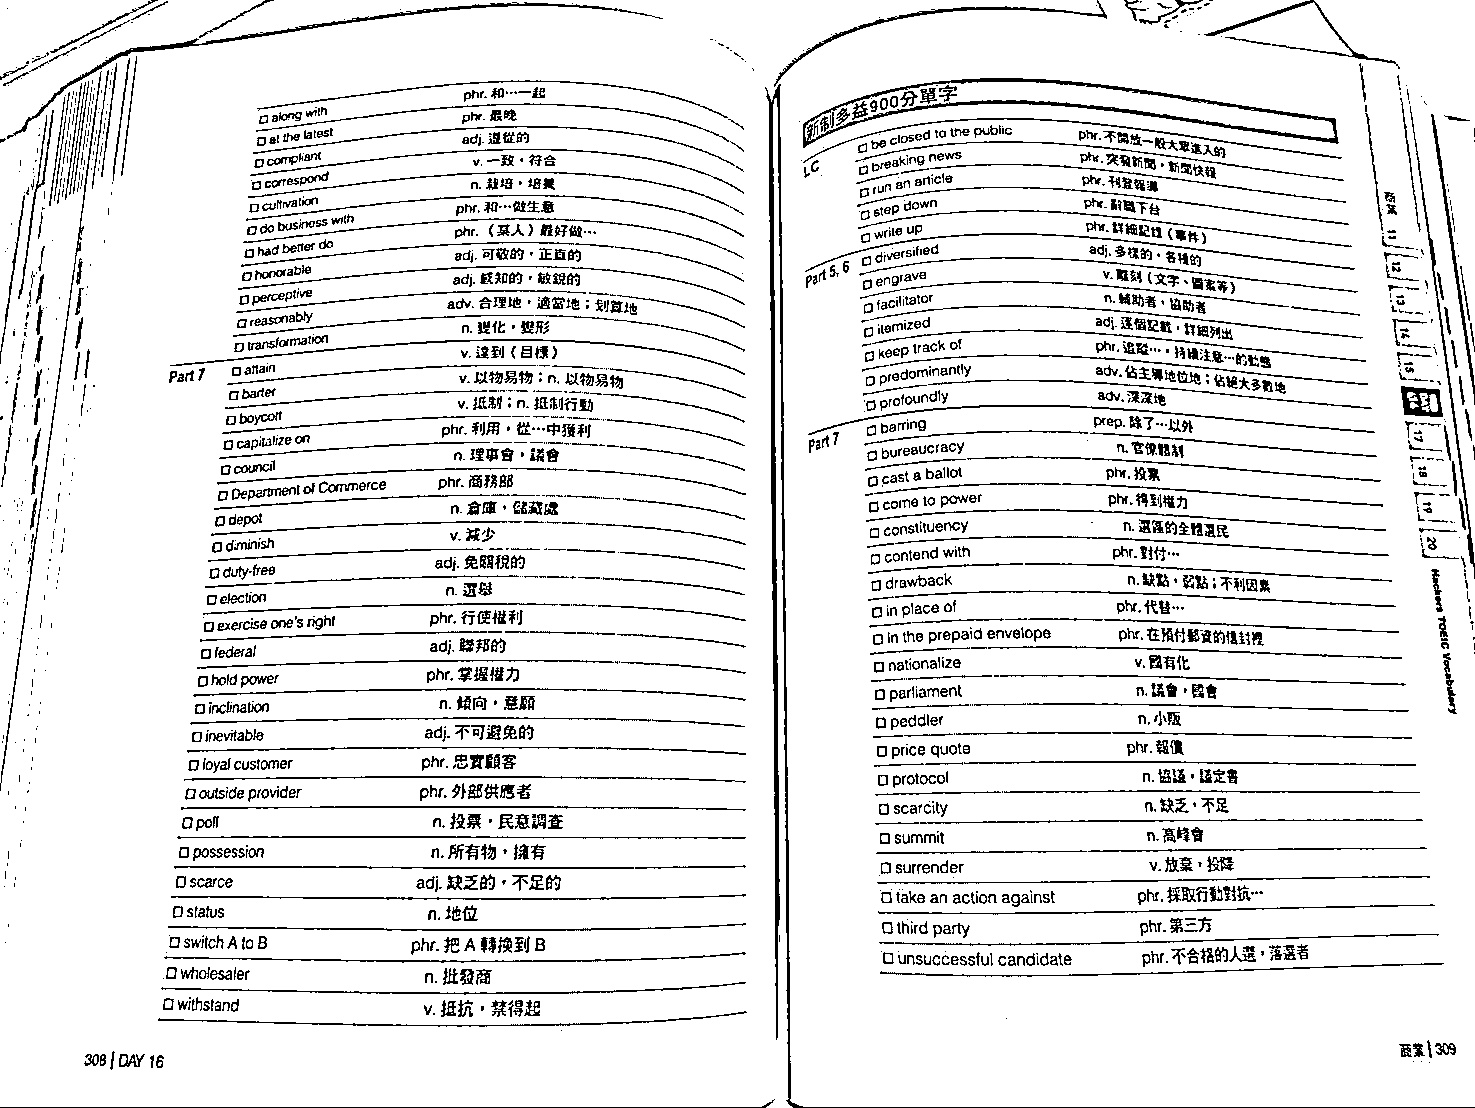 □ along with phr. 和…一起
□ at the latest phr. 最晚
□ compliant adj. 遵從的
□ correspond v. 一致，符合
□ cultivation n. 栽培，培養
□ do business with phr. 和…做生意
□ had better do phr. （某人）最好做…
□ honorable adj. 可敬的，正直的
□ perceptive adj. 感知的，敏銳的
□ reasonably adv. 合理地，適當地；划算地
□ transformation n. 變化，變形
Part 7 □ attain v. 達到（目標）
□ barter v. 以物易物；n. 以物易物
□ boycott v. 抵制；n. 抵制行動
□ capitalize on phr. 利用，從…中獲利
□ council n. 理事會，議會
□ Department of Commerce phr. 商務部
□ depot n. 倉庫，儲藏處
□ diminish v. 減少
□ duty-free adj. 免關稅的
□ election n. 選舉
□ exercise one's right phr. 行使權利
□ federal adj. 聯邦的
□ hold power phr. 掌握權力
□ inclination n. 傾向，意願
□ inevitable adj. 不可避免的
□ loyal customer phr. 忠實顧客
□ outside provider phr. 外部供應者
□ poll n. 投票，民意調查
□ possession n. 所有物，擁有
□ scarce adj. 缺乏的，不足的
□ status n. 地位
□ switch A to B phr. 把 A 轉換到 B
□ wholesaler n. 批發商
□ withstand v. 抵抗，禁得起
308 | DAY 16
新制多益900分單字
LC □ be closed to the public phr. 不開放一般大眾進入的
□ breaking news phr. 突發新聞，新聞快報
□ run an article phr. 刊登報導
□ step down phr. 辭職下台
□ write up phr. 詳細記錄（事件）
Part 5, 6 □ diversified adj. 多樣的，各種的
□ engrave v. 雕刻（文字、圖案等）
□ facilitator n. 輔助者，協助者
□ itemized adj. 逐個記載，詳細列出
□ keep track of phr. 追蹤…，持續注意…的動態
□ predominantly adv. 佔主導地位地；佔絕大多數地
□ profoundly adv. 深深地
Part 7 □ barring prep. 除了…以外
□ bureaucracy n. 官僚體制
□ cast a ballot phr. 投票
□ come to power phr. 得到權力
□ constituency n. 選區的全體選民
□ contend with phr. 對付…
□ drawback n. 缺點，弱點；不利因素
□ in place of phr. 代替…
□ in the prepaid envelope phr. 在預付郵資的信封裡
□ nationalize v. 國有化
□ parliament n. 議會，國會
□ peddler n. 小販
□ price quote phr. 報價
□ protocol n. 協議，議定書
□ scarcity n. 缺乏，不足
□ summit n. 高峰會
□ surrender v. 放棄，投降
□ take an action against phr. 採取行動對抗…
□ third party phr. 第三方
□ unsuccessful candidate phr. 不合格的人選，落選者
商業
11
12
13
14
15
17
18
19
20
Hackers TOEIC Vocabulary
商業 | 309